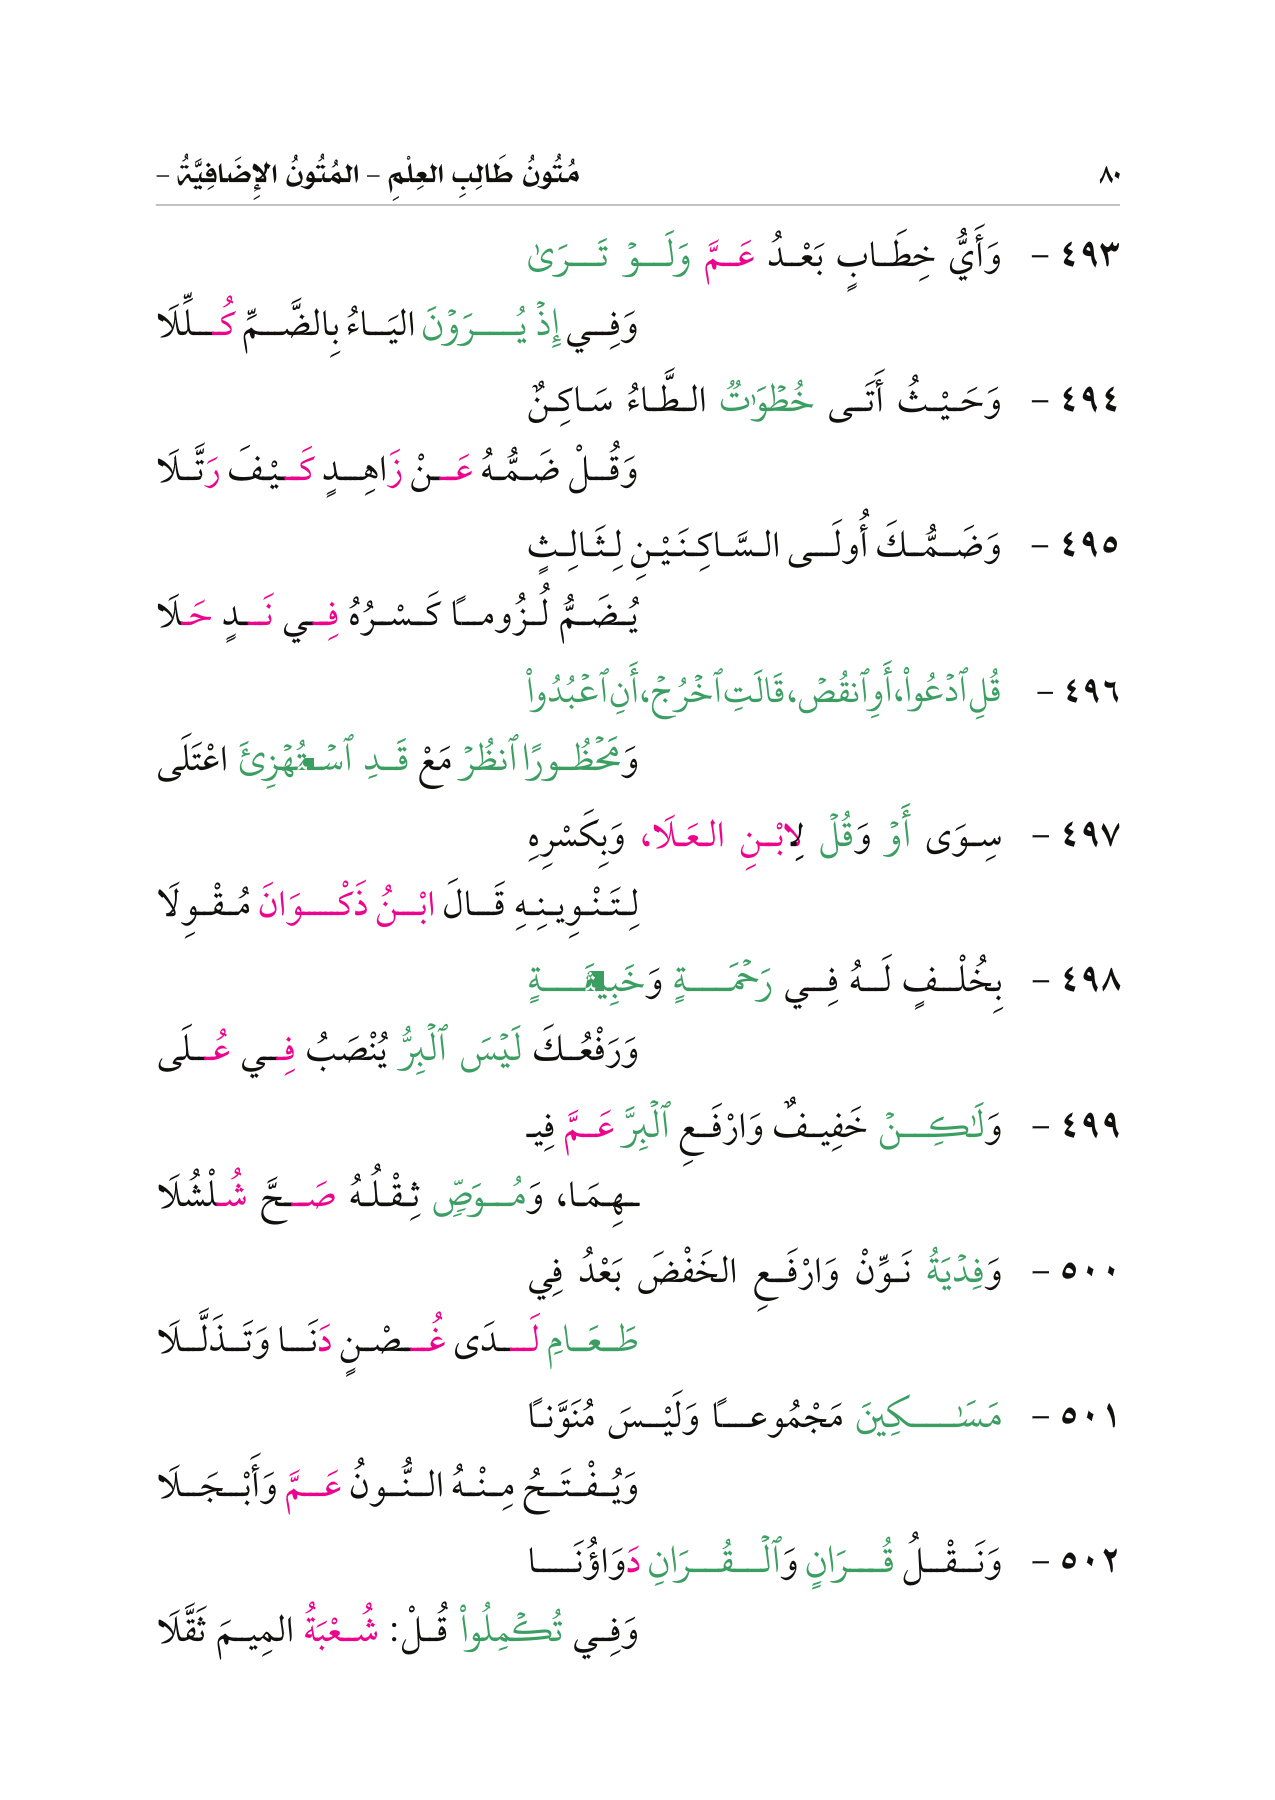 ٨٠ مُتُونُ طَالِبِ العِلْمِ – المُتُونُ الإِضَافِيَّةُ –
٤٩٣ – وَأَيُّ خِطَابٍ بَعْدُ عَمَّ وَلَوۡ تَرَىٰ
وَفِي إِذۡ يُرَوۡنَ اليَاءُ بِالضَّمِّ كُلِّلَا
٤٩٤ – وَحَيْثُ أَتَى خُطۡوَٰتٌ الطَّاءُ سَاكِنٌ
وَقُلْ ضَمُّهُ عَنْ زَاهِدٍ كَيْفَ رَتَّلَا
٤٩٥ – وَضَمُّكَ أُولَى السَّاكِنَيْنِ لِثَالِثٍ
يُضَمُّ لُزُومًا كَسْرُهُ فِي نَدٍ حَلَا
٤٩٦ – قُلِ ٱدۡعُواْ، أَوِ ٱنقُصۡ، قَالَتِ ٱخۡرُجۡ، أَنِ ٱعۡبُدُواْ
وَمَحۡظُورًا ٱنظُرۡ مَعْ قَدِ ٱسۡتُهۡزِئَ اعْتَلَى
٤٩٧ – سِوَى أَوۡ وَقُلۡ لِابْنِ العَلَا، وَبِكَسْرِهِ
لِتَنْوِينِهِ قَالَ ابْنُ ذَكْوَانَ مُقْوِلَا
٤٩٨ – بِخُلْفٍ لَهُ فِي رَحۡمَةٍ وَخَبِيثَةٍ
وَرَفْعُكَ لَيۡسَ ٱلۡبِرُّ يُنْصَبُ فِي عُلَى
٤٩٩ – وَلَٰكِنۡ خَفِيفٌ وَارْفَعِ ٱلۡبِرَّ عَمَّ فِيـ
ـهِمَا، وَمُوَصٍّ ثِقْلُهُ صَحَّ شُلْشُلَا
٥٠٠ – وَفِدۡيَةُ نَوِّنْ وَارْفَعِ الخَفْضَ بَعْدُ فِي
طَعَامِ لَدَى غُصْنٍ دَنَا وَتَذَلَّلَا
٥٠١ – مَسَٰكِينَ مَجْمُوعًا وَلَيْسَ مُنَوَّنًا
وَيُفْتَحُ مِنْهُ النُّونُ عَمَّ وَأَبْجَلَا
٥٠٢ – وَنَقْلُ قُرَانٍ وَٱلۡقُرَانِ دَوَاؤُنَا
وَفِي تُكۡمِلُواْ قُلْ: شُعْبَةُ المِيمَ ثَقَّلَا